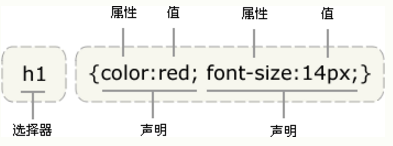 属性 值 属性 值
h1 {color:red; font-size:14px;}
选择器 声明 声明